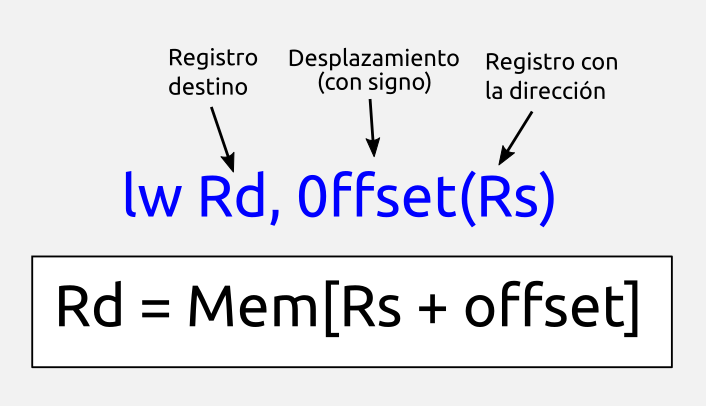 Registro
destino
Desplazamiento
(con signo)
Registro con
la dirección
lw Rd, 0ffset(Rs)
Rd = Mem[Rs + offset]